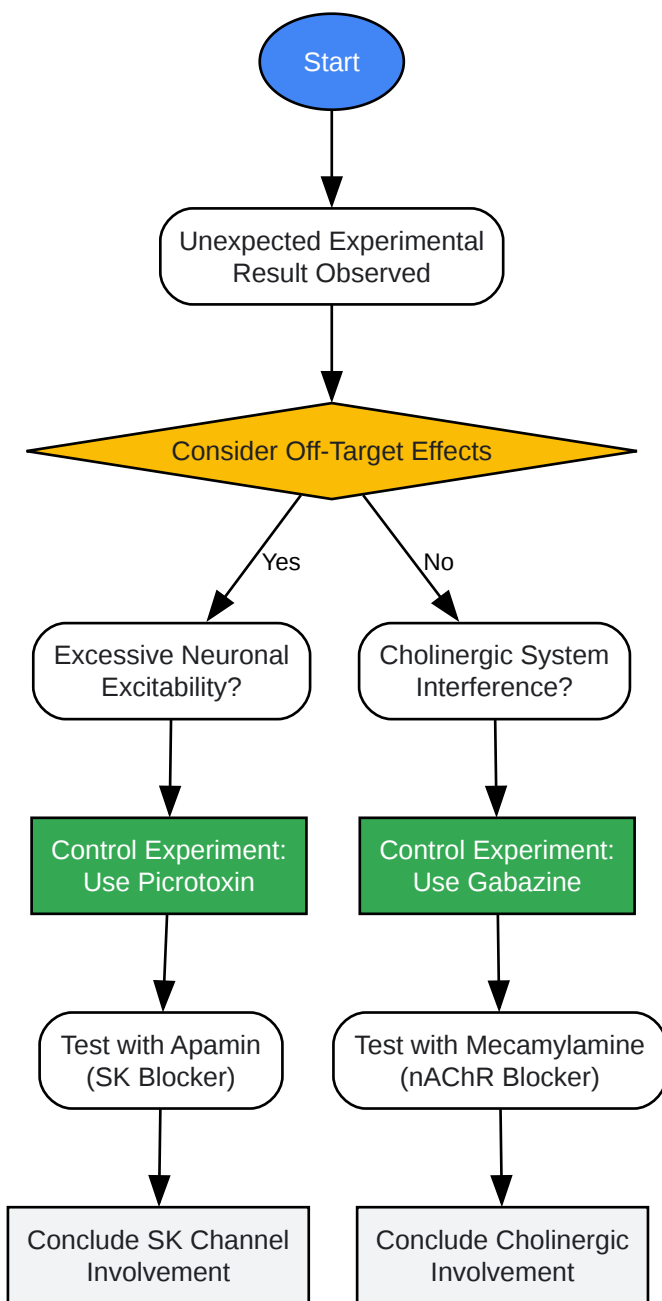 Start
Unexpected Experimental
Result Observed
Consider Off-Target Effects
Yes
No
Excessive Neuronal
Excitability?
Cholinergic System
Interference?
Control Experiment:
Use Picrotoxin
Control Experiment:
Use Gabazine
Test with Apamin
(SK Blocker)
Test with Mecamylamine
(nAChR Blocker)
Conclude SK Channel
Involvement
Conclude Cholinergic
Involvement